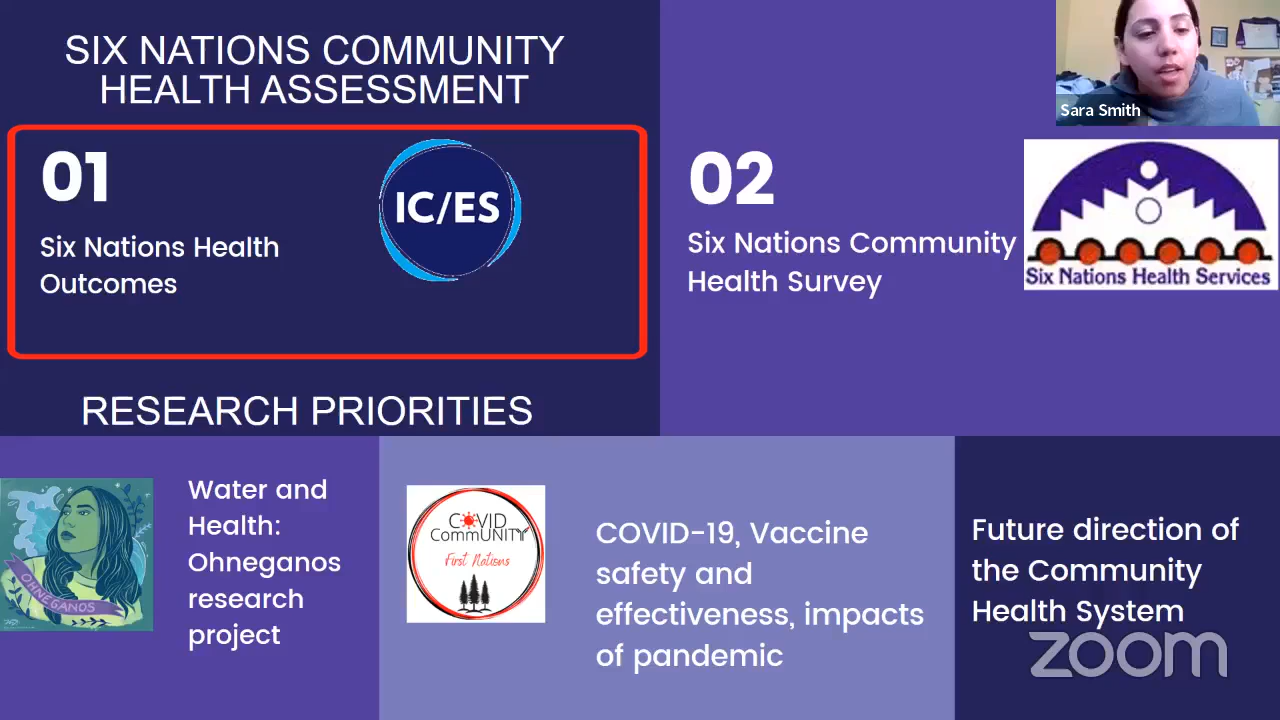 SIX NATIONS COMMUNITY
HEALTH ASSESSMENT
01
IC/ES
Six Nations Health
Outcomes
02
Six Nations Community
Health Survey
Sara Smith
Six Nations Health Services
RESEARCH PRIORITIES
OHNEGANOS
Water and
Health:
Ohneganos
research
project
COVID
CommUNITY
First Nations
COVID-19, Vaccine
safety and
effectiveness, impacts
of pandemic
Future direction of
the Community
Health System
zoom